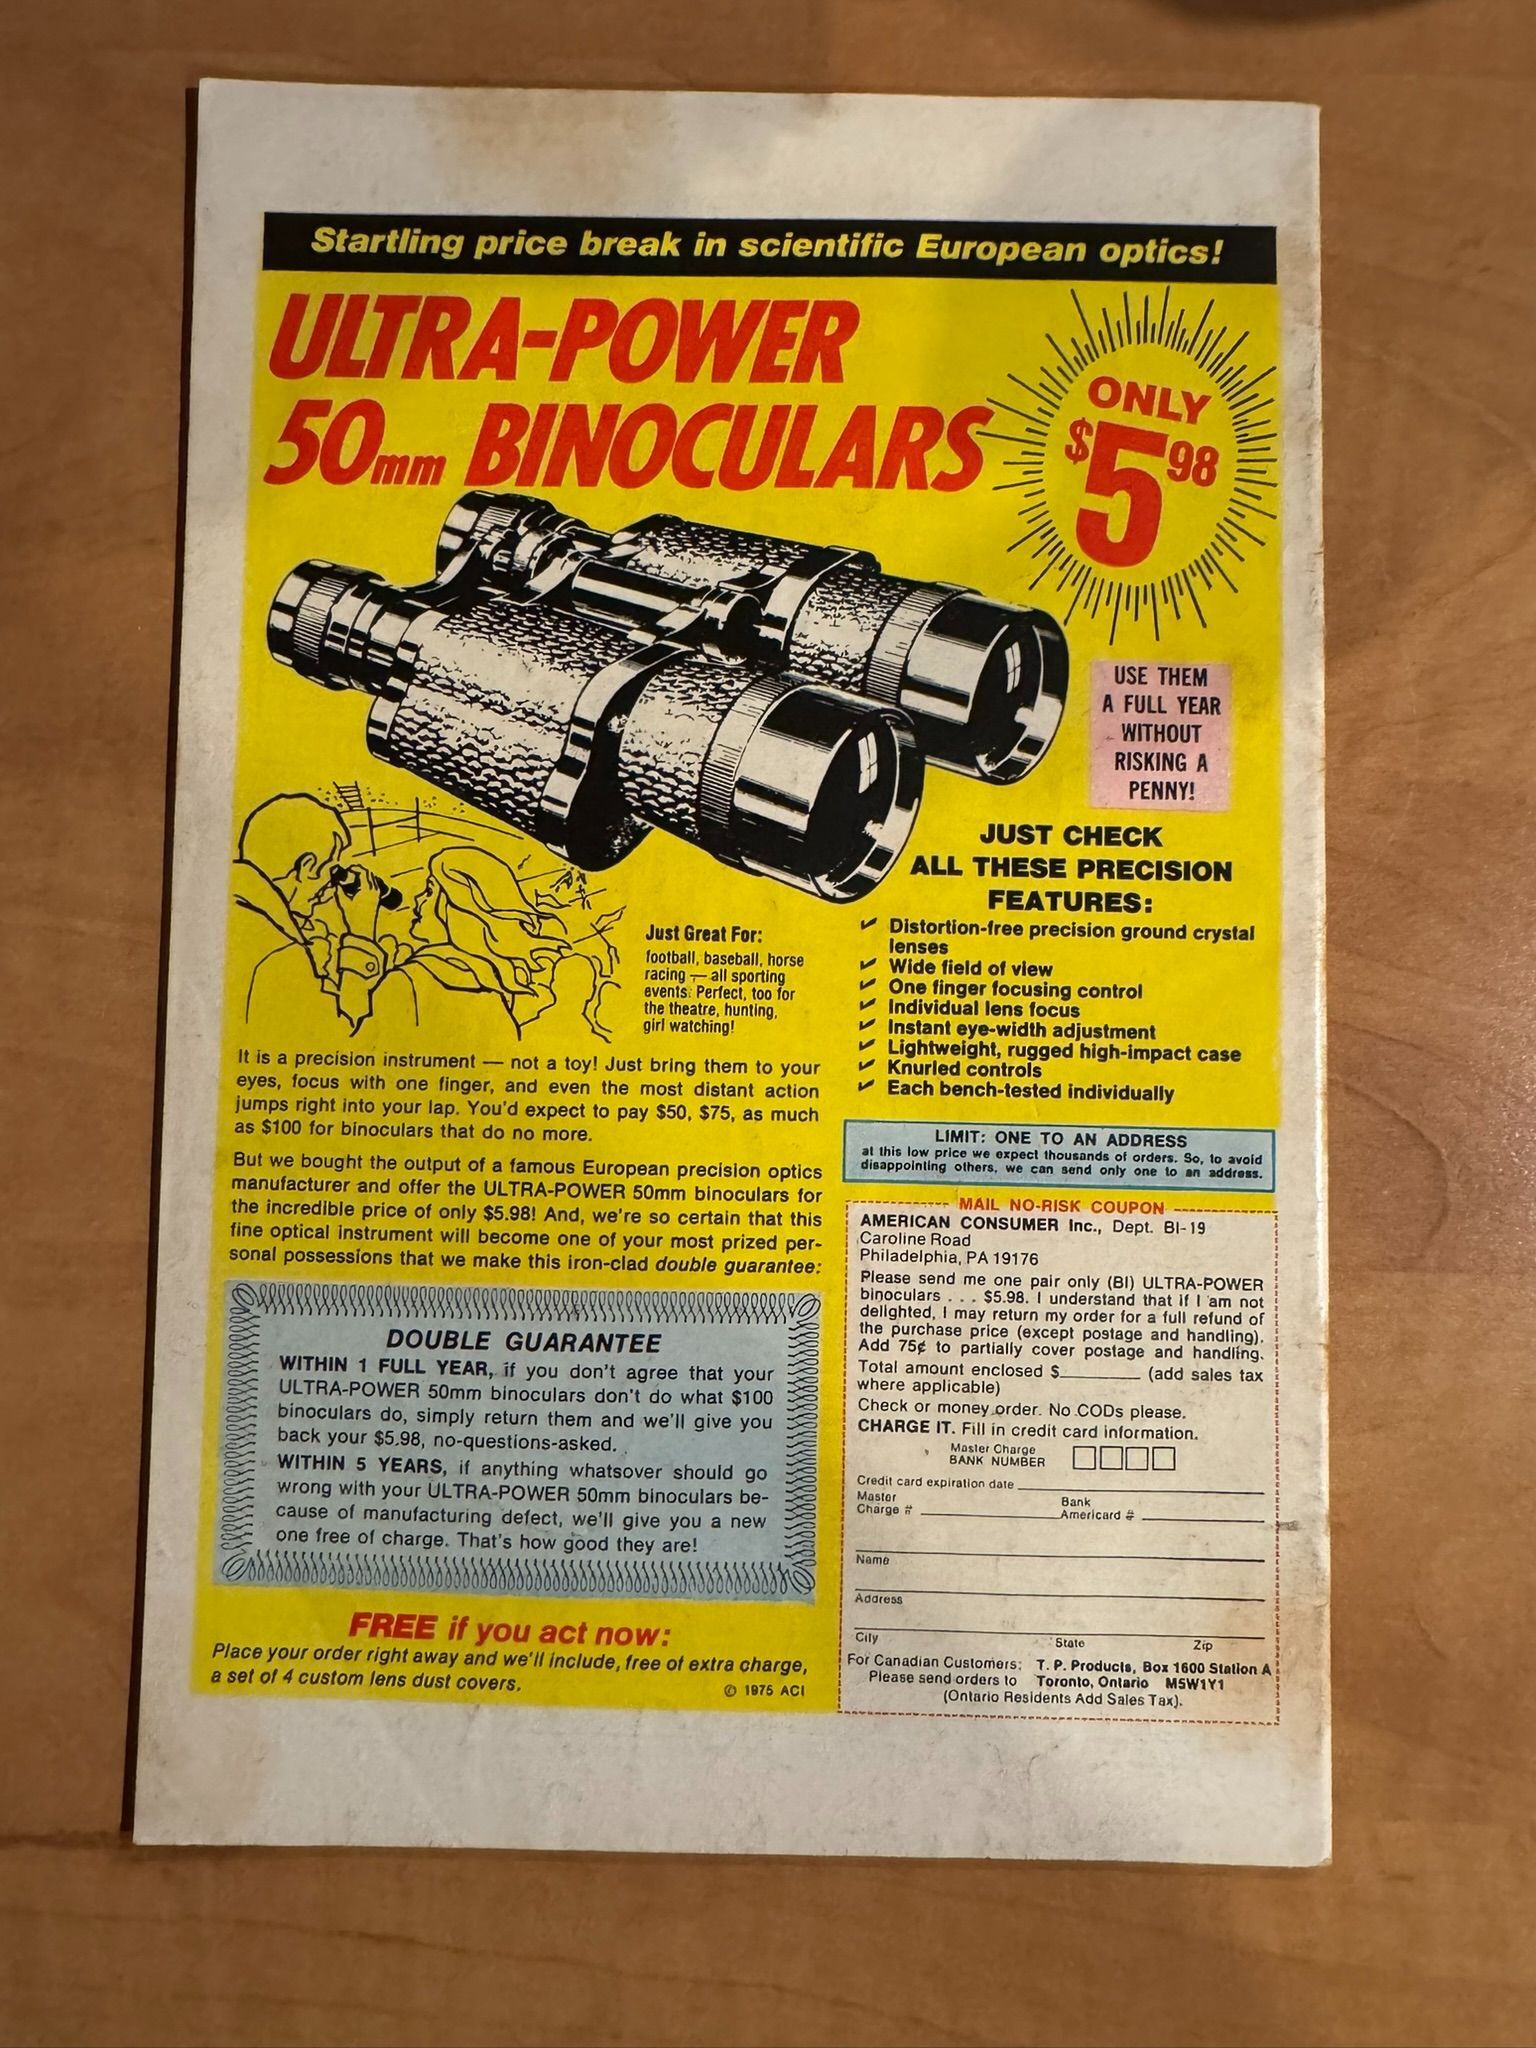 Startling price break in scientific European optics!
ULTRA-POWER
50mm BINOCULARS
ONLY
$5.98
USE THEM
A FULL YEAR
WITHOUT
RISKING A
PENNY!
JUST CHECK
ALL THESE PRECISION
FEATURES:
✓ Distortion-free precision ground crystal
lenses
✓ Wide field of view
✓ One finger focusing control
✓ Individual lens focus
✓ Instant eye-width adjustment
✓ Lightweight, rugged high-impact case
✓ Knurled controls
✓ Each bench-tested individually
Just Great For:
football, baseball, horse
racing — all sporting
events. Perfect, too for
the theatre, hunting,
girl watching!
It is a precision instrument — not a toy! Just bring them to your
eyes, focus with one finger, and even the most distant action
jumps right into your lap. You'd expect to pay $50, $75, as much
as $100 for binoculars that do no more.
But we bought the output of a famous European precision optics
manufacturer and offer the ULTRA-POWER 50mm binoculars for
the incredible price of only $5.98! And, we're so certain that this
fine optical instrument will become one of your most prized per-
sonal possessions that we make this iron-clad double guarantee:
DOUBLE GUARANTEE
WITHIN 1 FULL YEAR, if you don't agree that your
ULTRA-POWER 50mm binoculars don't do what $100
binoculars do, simply return them and we'll give you
back your $5.98, no-questions-asked.
WITHIN 5 YEARS, if anything whatsover should go
wrong with your ULTRA-POWER 50mm binoculars be-
cause of manufacturing defect, we'll give you a new
one free of charge. That's how good they are!
FREE if you act now:
Place your order right away and we'll include, free of extra charge,
a set of 4 custom lens dust covers.
© 1975 ACI
LIMIT: ONE TO AN ADDRESS
at this low price we expect thousands of orders. So, to avoid
disappointing others, we can send only one to an address.
MAIL NO-RISK COUPON
AMERICAN CONSUMER Inc., Dept. BI-19
Caroline Road
Philadelphia, PA 19176
Please send me one pair only (BI) ULTRA-POWER
binoculars . . . $5.98. I understand that if I am not
delighted, I may return my order for a full refund of
the purchase price (except postage and handling).
Add 75¢ to partially cover postage and handling.
Total amount enclosed $________ (add sales tax
where applicable)
Check or money order. No CODs please.
CHARGE IT. Fill in credit card information.
Master Charge
BANK NUMBER
Credit card expiration date
Master Charge #
Bank Americard #
Name
Address
City State Zip
For Canadian Customers: T. P. Products, Box 1600 Station A
Please send orders to Toronto, Ontario M5W1Y1
(Ontario Residents Add Sales Tax).